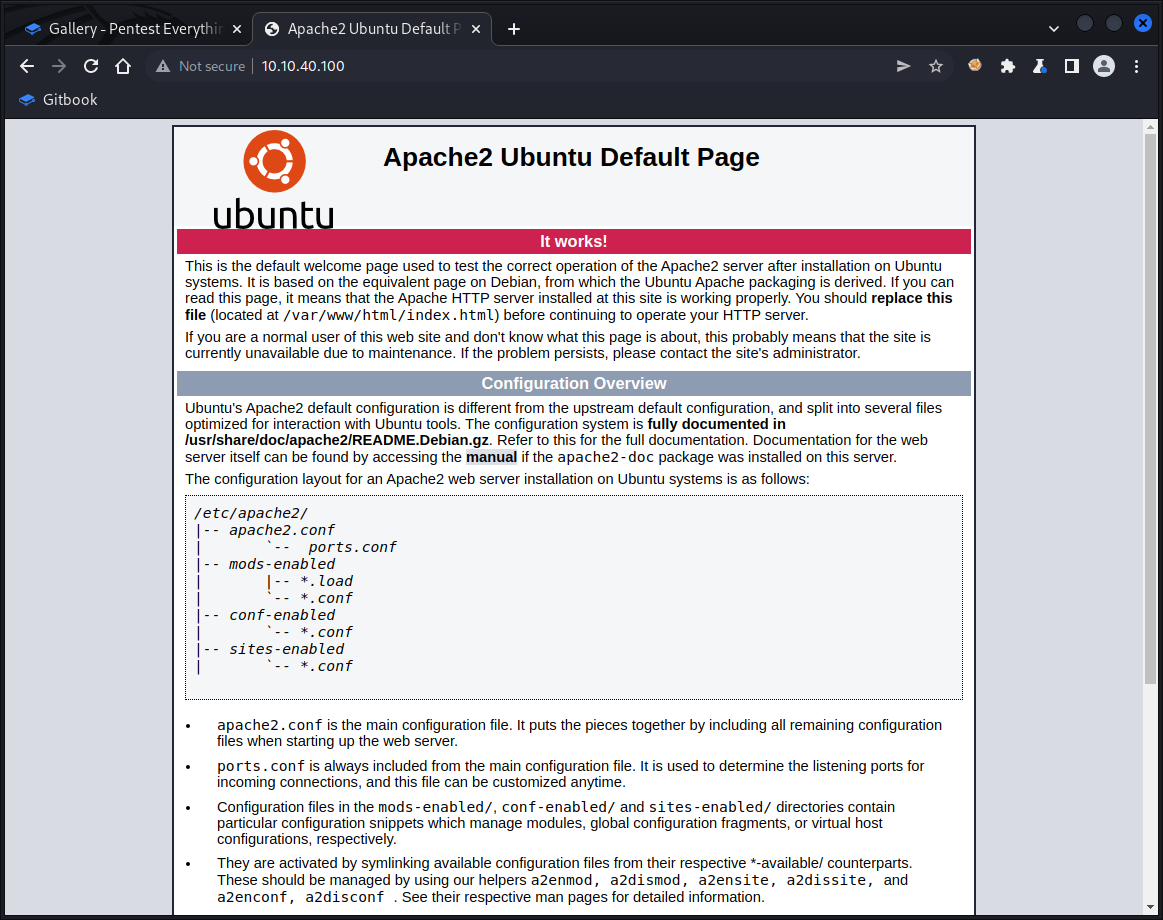 Gallery - Pentest Everythin
Apache2 Ubuntu Default P
Not secure
10.10.40.100
Gitbook
ubuntu
Apache2 Ubuntu Default Page
It works!
This is the default welcome page used to test the correct operation of the Apache2 server after installation on Ubuntu
systems. It is based on the equivalent page on Debian, from which the Ubuntu Apache packaging is derived. If you can
read this page, it means that the Apache HTTP server installed at this site is working properly. You should replace this
file (located at /var/www/html/index.html) before continuing to operate your HTTP server.
If you are a normal user of this web site and don't know what this page is about, this probably means that the site is
currently unavailable due to maintenance. If the problem persists, please contact the site's administrator.
Configuration Overview
Ubuntu's Apache2 default configuration is different from the upstream default configuration, and split into several files
optimized for interaction with Ubuntu tools. The configuration system is fully documented in
/usr/share/doc/apache2/README.Debian.gz. Refer to this for the full documentation. Documentation for the web
server itself can be found by accessing the manual if the apache2-doc package was installed on this server.
The configuration layout for an Apache2 web server installation on Ubuntu systems is as follows:
/etc/apache2/
|-- apache2.conf
|       `--  ports.conf
|-- mods-enabled
|       |-- *.load
|       `-- *.conf
|-- conf-enabled
|       `-- *.conf
|-- sites-enabled
|       `-- *.conf
• apache2.conf is the main configuration file. It puts the pieces together by including all remaining configuration
files when starting up the web server.
• ports.conf is always included from the main configuration file. It is used to determine the listening ports for
incoming connections, and this file can be customized anytime.
• Configuration files in the mods-enabled/, conf-enabled/ and sites-enabled/ directories contain
particular configuration snippets which manage modules, global configuration fragments, or virtual host
configurations, respectively.
• They are activated by symlinking available configuration files from their respective *-available/ counterparts.
These should be managed by using our helpers a2enmod, a2dismod, a2ensite, a2dissite, and
a2enconf, a2disconf . See their respective man pages for detailed information.